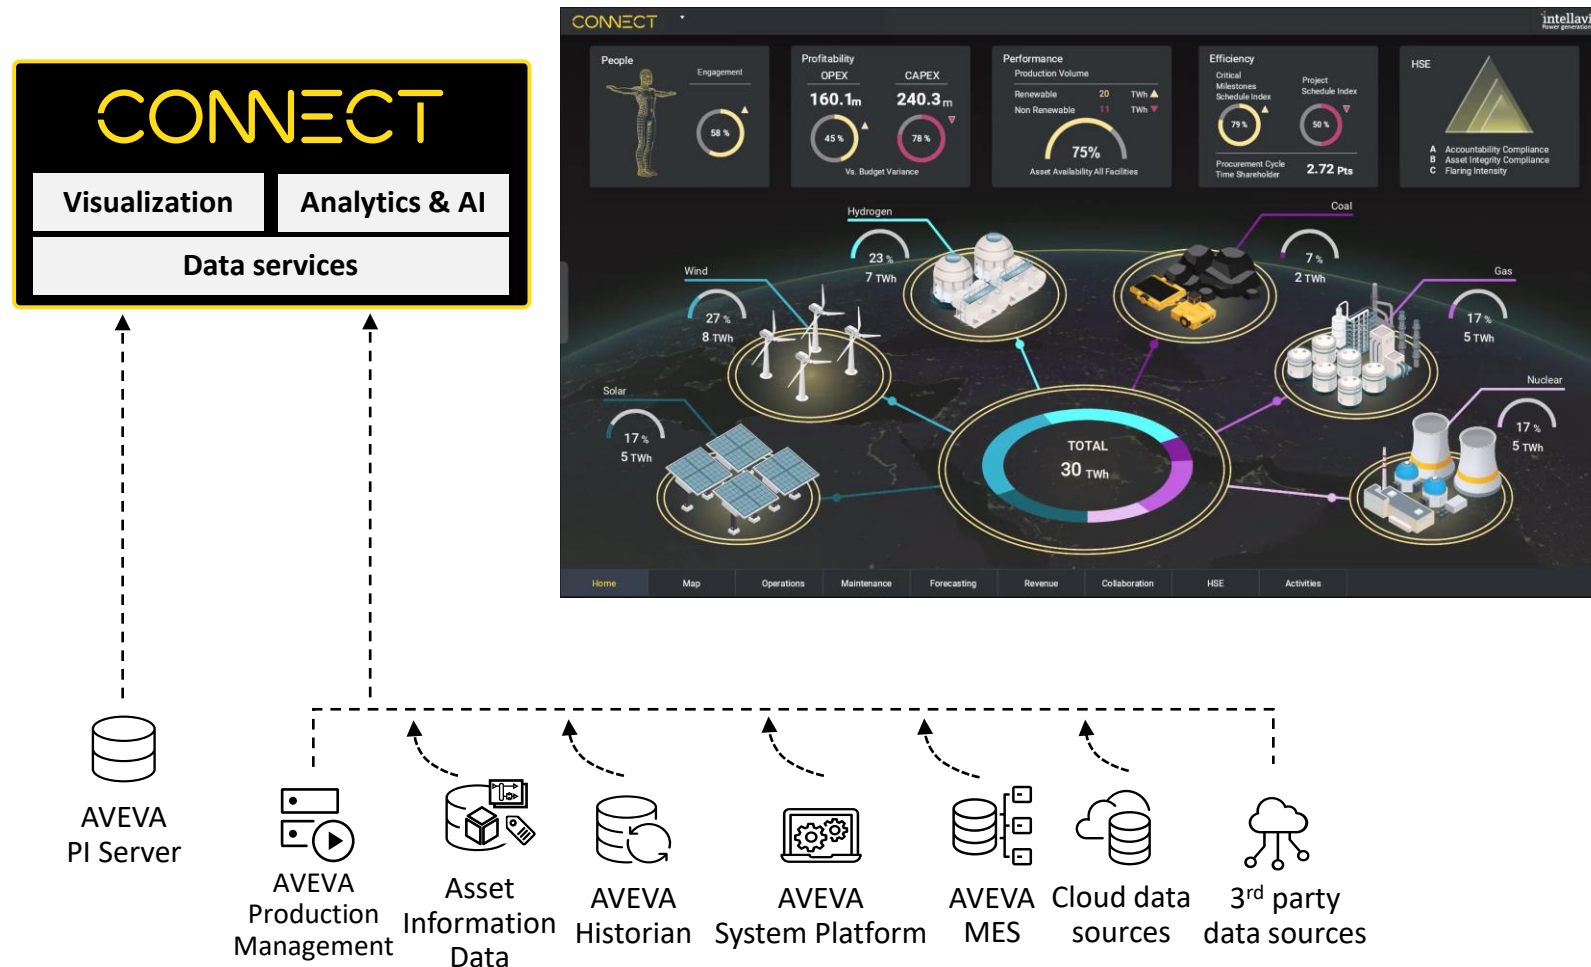 CONNECT
Visualization
Analytics & AI
Data services
CONNECT
intellavi
Power generation
People
Engagement
58 %
Profitability
OPEX
CAPEX
160.1m
240.3 m
45 %
78 %
Vs. Budget Variance
Performance
Production Volume
Renewable 20 TWh
Non Renewable 11 TWh
75%
Asset Availability All Facilities
Efficiency
Critical
Milestones
Schedule Index
Project
Schedule Index
79 %
50 %
Procurement Cycle
Time Shareholder
2.72 Pts
HSE
A Accountability Compliance
B Asset Integrity Compliance
C Flaring Intensity
Hydrogen
23 %
7 TWh
Coal
7 %
2 TWh
Wind
27 %
8 TWh
Gas
17 %
5 TWh
Solar
17 %
5 TWh
Nuclear
17 %
5 TWh
TOTAL
30 TWh
Home
Map
Operations
Maintenance
Forecasting
Revenue
Collaboration
HSE
Activities
AVEVA
PI Server
AVEVA
Production
Management
Asset
Information
Data
AVEVA
Historian
AVEVA
System Platform
AVEVA
MES
Cloud data
sources
3rd party
data sources